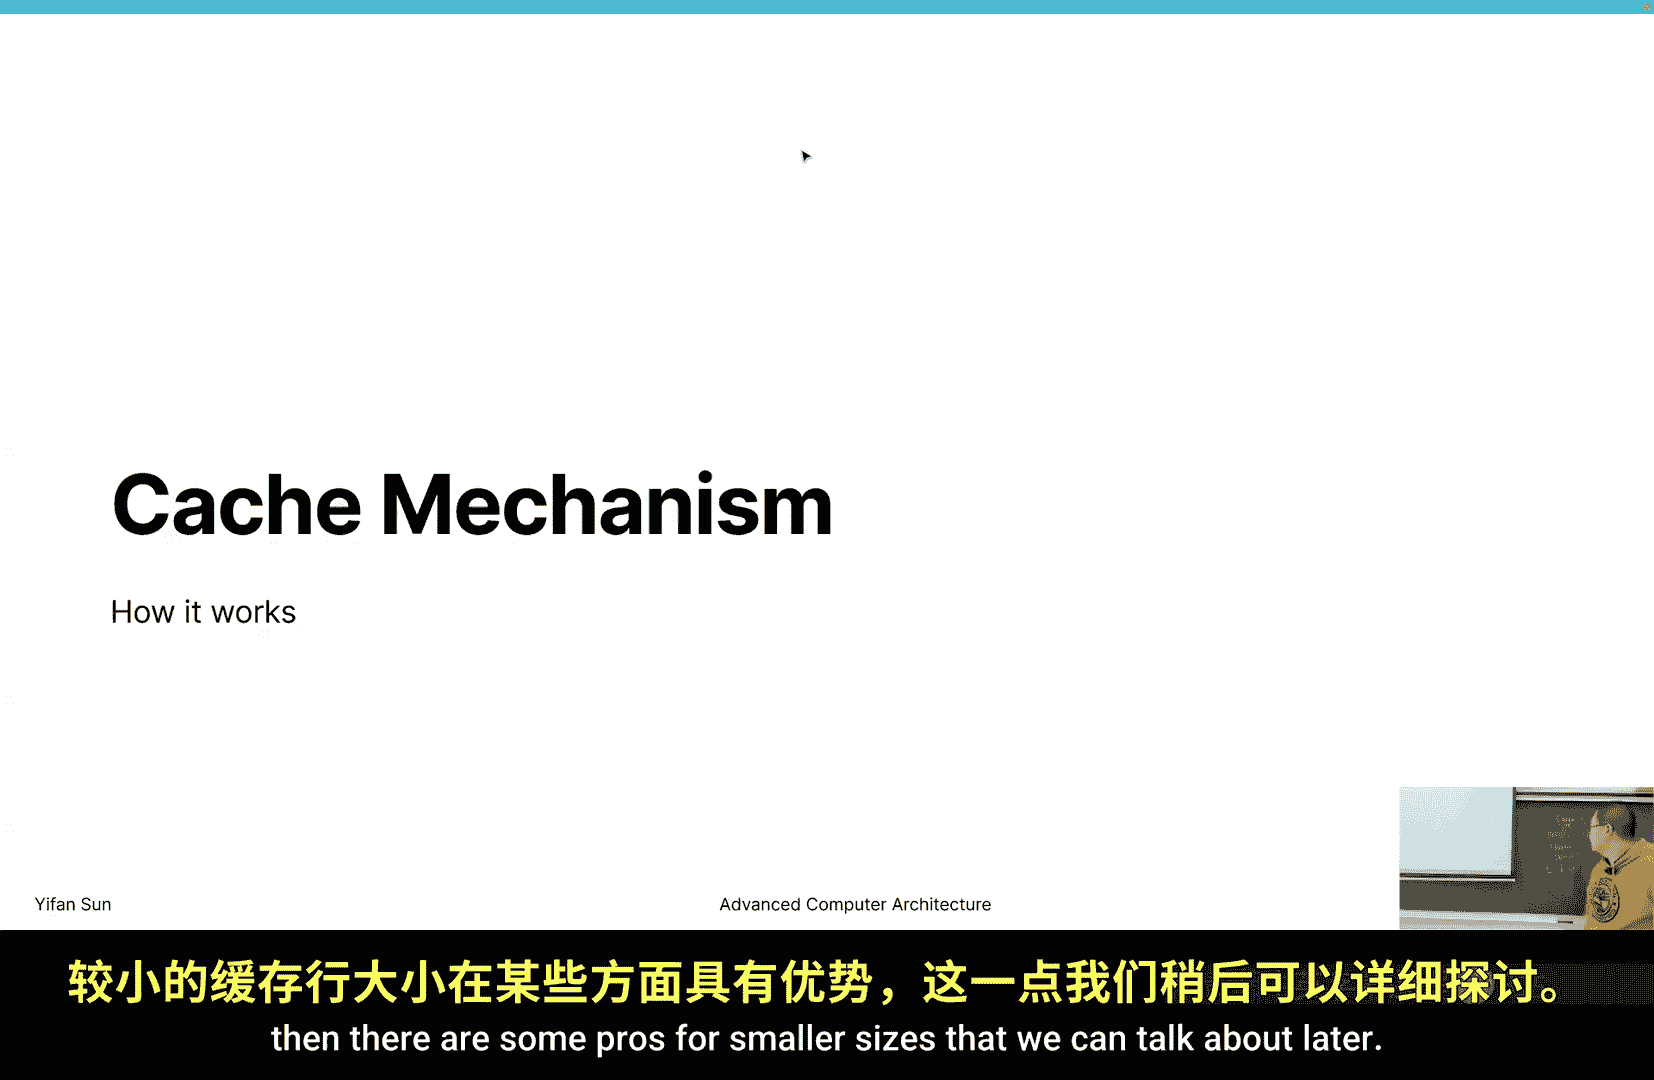 Cache Mechanism
How it works
Yifan Sun
Advanced Computer Architecture
较小的缓存行大小在某些方面具有优势，这一点我们稍后可以详细探讨。
then there are some pros for smaller sizes that we can talk about later.